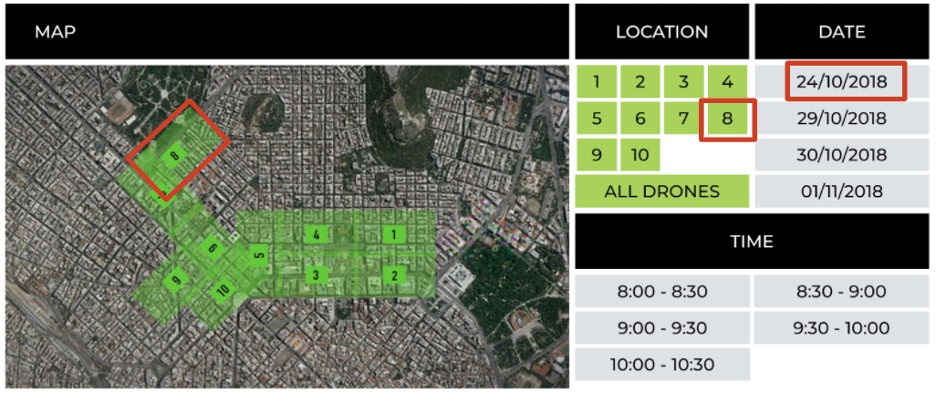 MAP
LOCATION
DATE
1 2 3 4
24/10/2018
5 6 7 8
29/10/2018
9 10
30/10/2018
ALL DRONES
01/11/2018
TIME
8:00 - 8:30
8:30 - 9:00
9:00 - 9:30
9:30 - 10:00
10:00 - 10:30
8
6
5
4
1
9
10
3
2